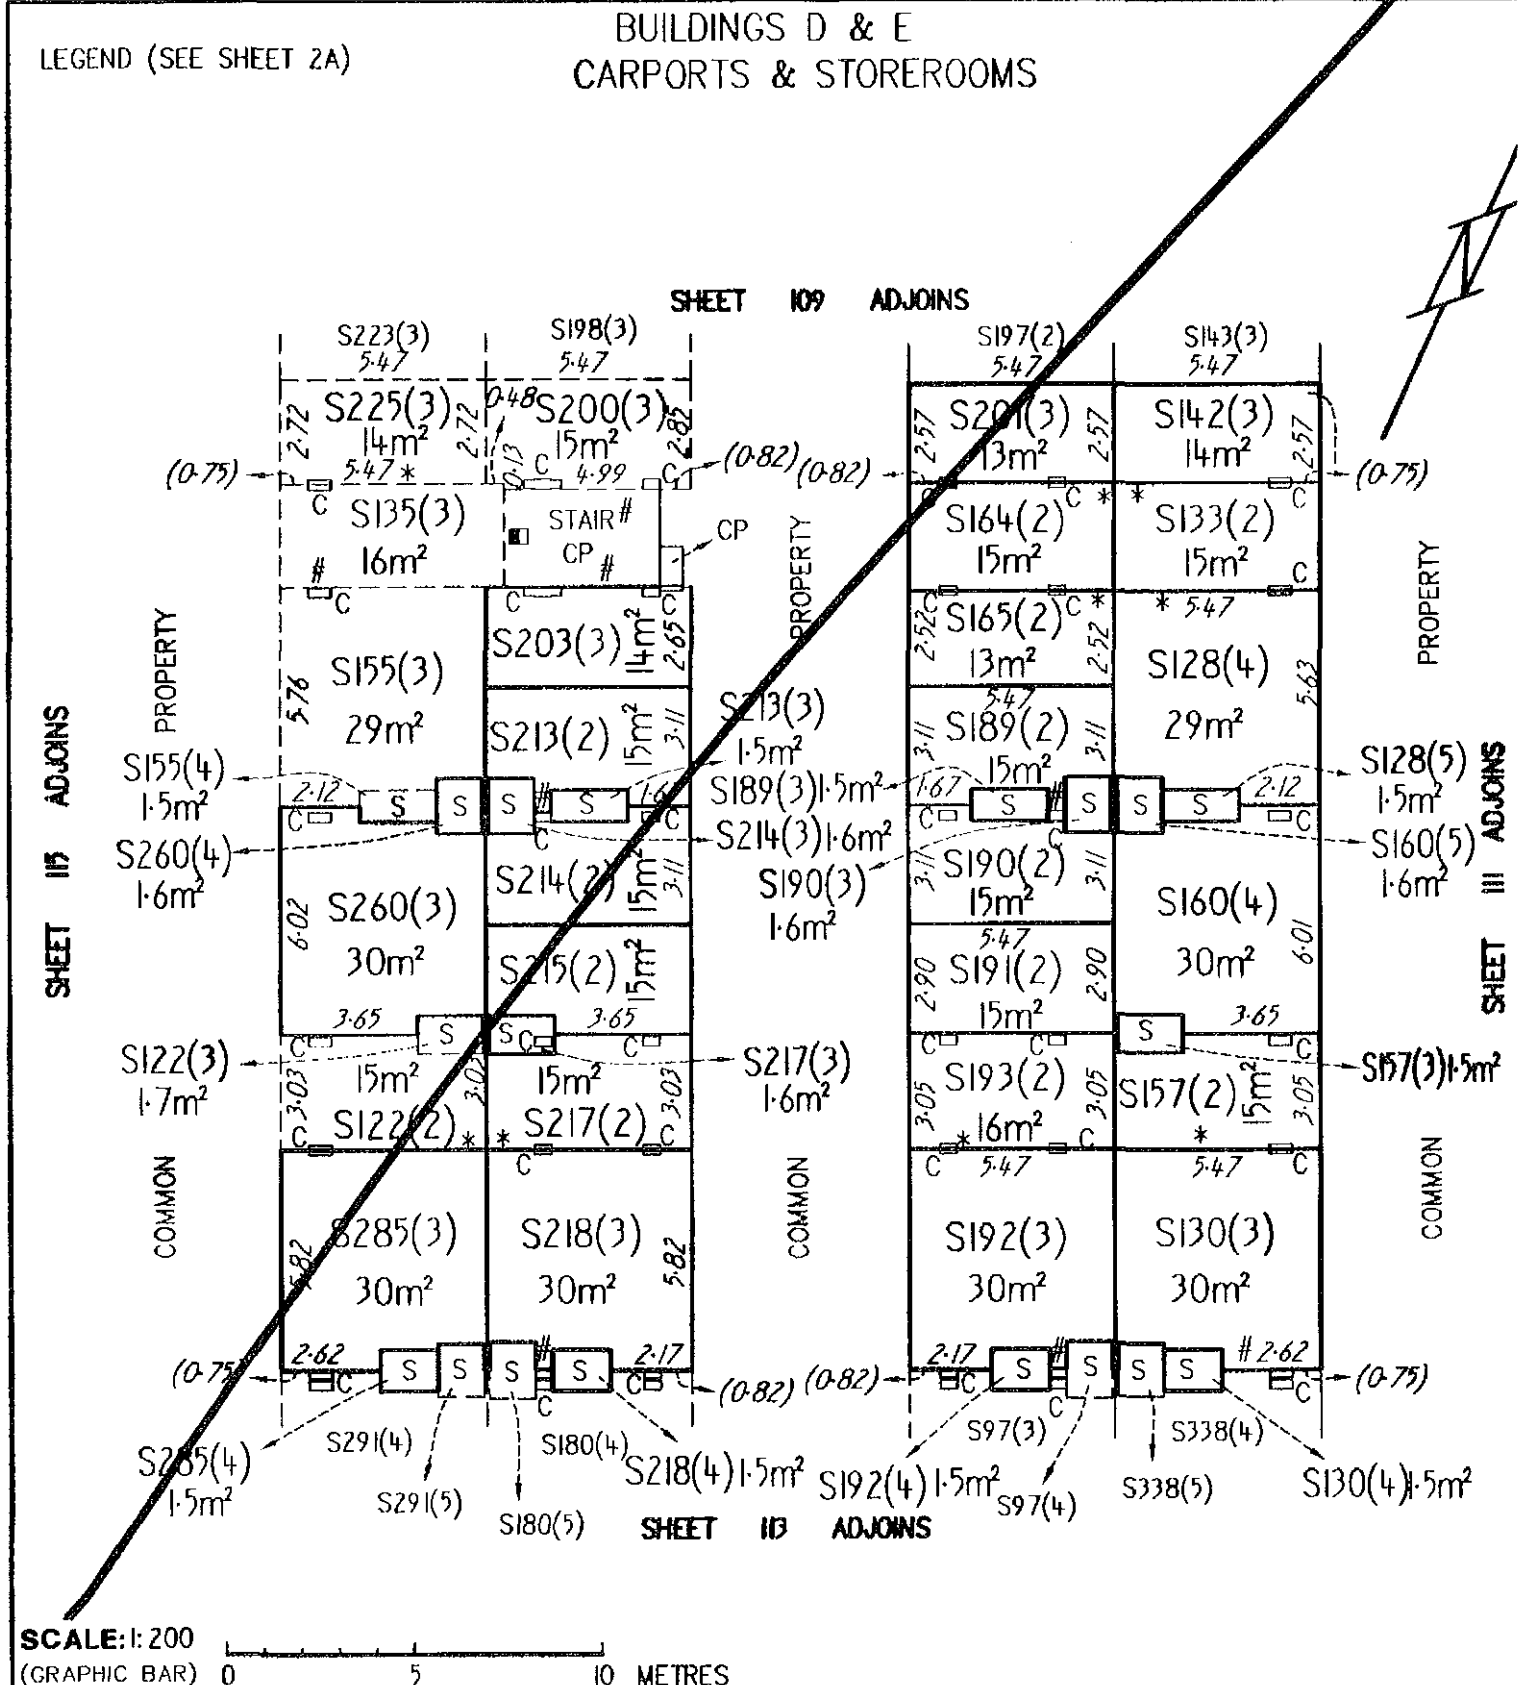 BUILDINGS D & E
LEGEND (SEE SHEET 2A)
CARPORTS & STOREROOMS
SHEET 109 ADJOINS
S223(3)
5·47
S198(3)
5·47
S197(2)
5·47
S143(3)
5·47
2·72
S225(3)
14m²
2·72
5·47 *
0·48
S200(3)
15m²
2·85
0·13
C
4·99
C
(0·75)
(0·82)
(0·82)
2·57
S201(3)
13m²
2·57
S142(3)
14m²
2·57
(0·75)
C
S135(3)
16m²
#
C
STAIR #
CP
#
CP
C
C
C
S164(2)
15m²
C
*
*
C
S133(2)
15m²
C
PROPERTY
PROPERTY
PROPERTY
5·76
S155(3)
29m²
S203(3)
14m²
2·65
C
2·52
S165(2)
13m²
C
*
2·52
* 5·47
S128(4)
29m²
5·63
S213(2)
15m²
3·11
S213(3)
1·5m²
5·47
3·11
S189(2)
15m²
3·11
S155(4)
1·5m²
2·12
S
S
S
#
S
S189(3)1·5m²
1·67
S
#
S
S
S
2·12
S128(5)
1·5m²
C
C
C
C
C
C
S260(4)
1·6m²
S214(3)1·6m²
S190(3)
1·6m²
S160(5)
1·6m²
SHEET 115 ADJOINS
SHEET 111 ADJOINS
6·02
S260(3)
30m²
S214(2)
15m²
3·11
3·11
S190(2)
15m²
3·11
S160(4)
30m²
6·01
S215(2)
15m²
5·47
2·90
S191(2)
15m²
2·90
3·65
S
S
3·65
S
3·65
C
C
C
C
C
C
S122(3)
1·7m²
3·03
15m²
S122(2)
*
C
*
15m²
S217(2)
3·03
C
C
S217(3)
1·6m²
3·05
S193(2)
16m²
*
3·05
C
C
S157(2)
15m²
*
3·05
C
S157(3)1·5m²
COMMON
COMMON
COMMON
5·47
5·47
5·82
S285(3)
30m²
S218(3)
30m²
5·82
S192(3)
30m²
S130(3)
30m²
(0·75)
2·62
C
S
S
S
#
S
C
2·17
(0·82)
(0·82)
2·17
C
S
#
S
C
S
S
# 2·62
C
(0·75)
S285(4)
1·5m²
S291(4)
S291(5)
S180(4)
S180(5)
S218(4)1·5m²
S192(4)1·5m²
S97(3)
S97(4)
S338(4)
S338(5)
S130(4)1·5m²
SHEET 113 ADJOINS
SCALE: 1: 200
(GRAPHIC BAR)
0 5 10 METRES